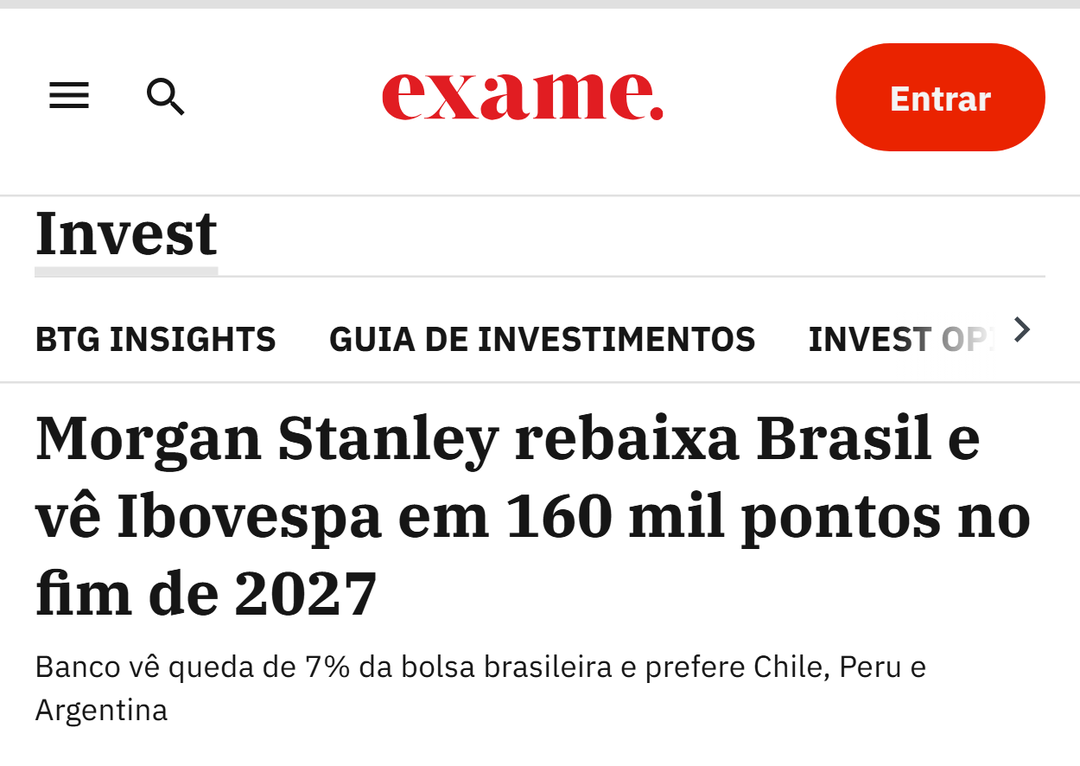 exame.
Entrar
Invest
BTG INSIGHTS GUIA DE INVESTIMENTOS INVEST
Morgan Stanley rebaixa Brasil e
vê Ibovespa em 160 mil pontos no
fim de 2027
Banco vê queda de 7% da bolsa brasileira e prefere Chile, Peru e
Argentina